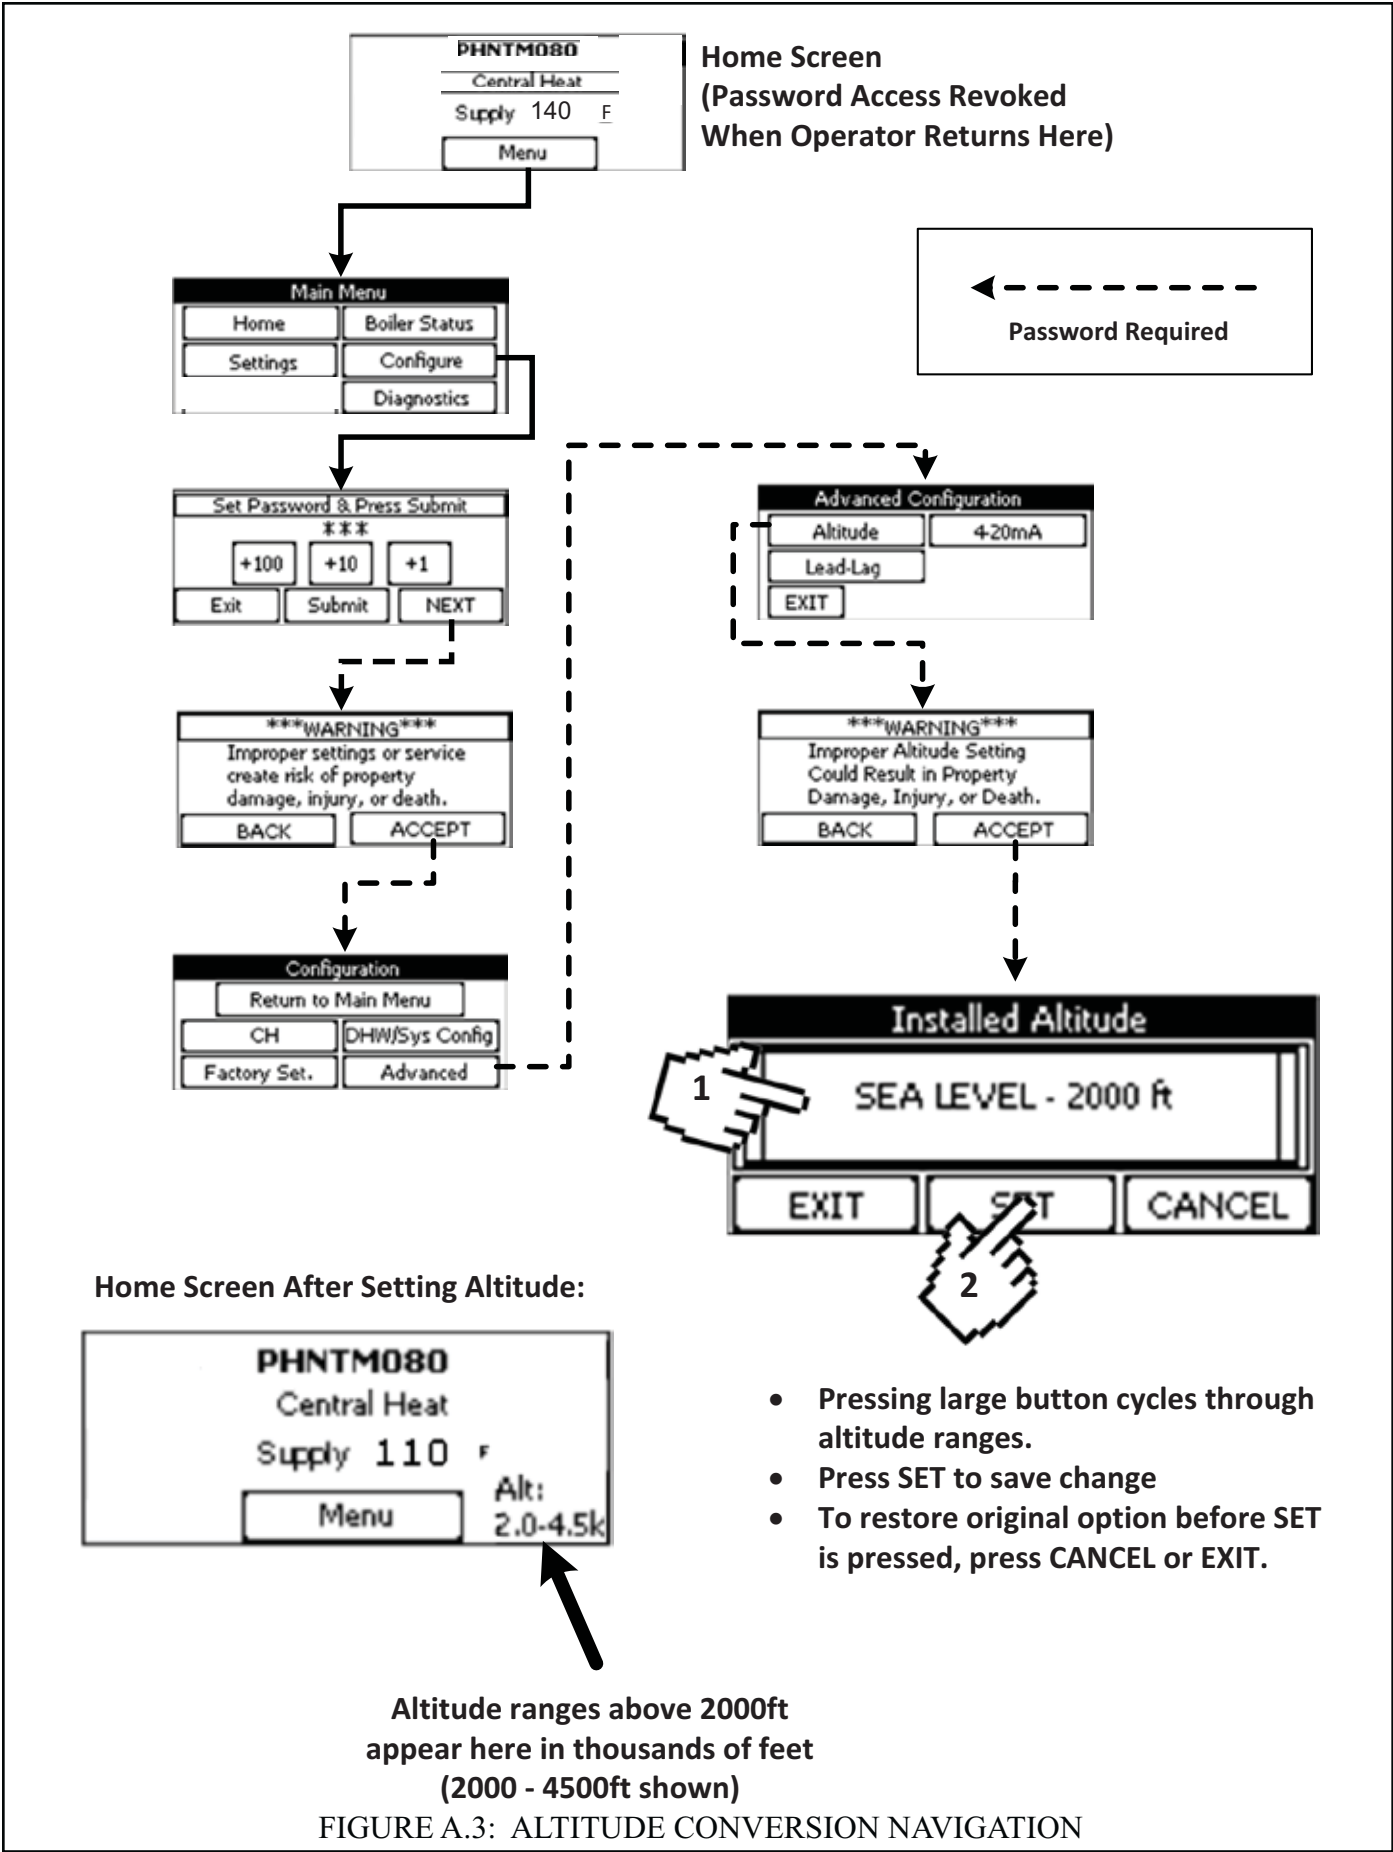 PHNTM080
Central Heat
Supply 140 F
Menu
Home Screen
(Password Access Revoked
When Operator Returns Here)
Password Required
Main Menu
Home Boiler Status
Settings Configure
Diagnostics
Set Password & Press Submit
***
+100 +10 +1
Exit Submit NEXT
***WARNING***
Improper settings or service
create risk of property
damage, injury, or death.
BACK ACCEPT
Configuration
Return to Main Menu
CH DHW/Sys Config
Factory Set. Advanced
Advanced Configuration
Altitude 4-20mA
Lead-Lag
EXIT
***WARNING***
Improper Altitude Setting
Could Result in Property
Damage, Injury, or Death.
BACK ACCEPT
Installed Altitude
1
SEA LEVEL - 2000 ft
EXIT SET CANCEL
2
Home Screen After Setting Altitude:
PHNTM080
Central Heat
Supply 110 F
Menu
Alt:
2.0-4.5k
• Pressing large button cycles through
altitude ranges.
• Press SET to save change
• To restore original option before SET
is pressed, press CANCEL or EXIT.
Altitude ranges above 2000ft
appear here in thousands of feet
(2000 - 4500ft shown)
FIGURE A.3: ALTITUDE CONVERSION NAVIGATION